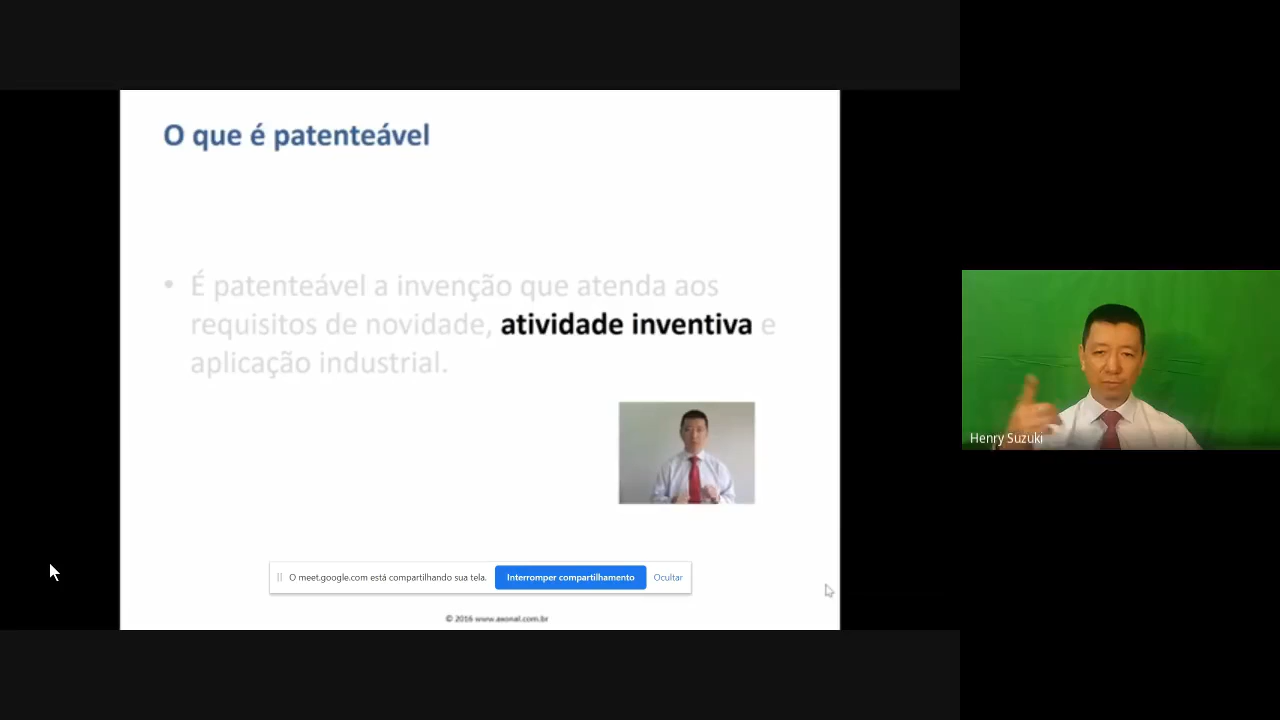 O que é patenteável
• É patenteável a invenção que atenda aos
requisitos de novidade, atividade inventiva e
aplicação industrial.
Henry Suzuki
O meet.google.com está compartilhando sua tela. Interromper compartilhamento Ocultar
© 2016 www.axonal.com.br